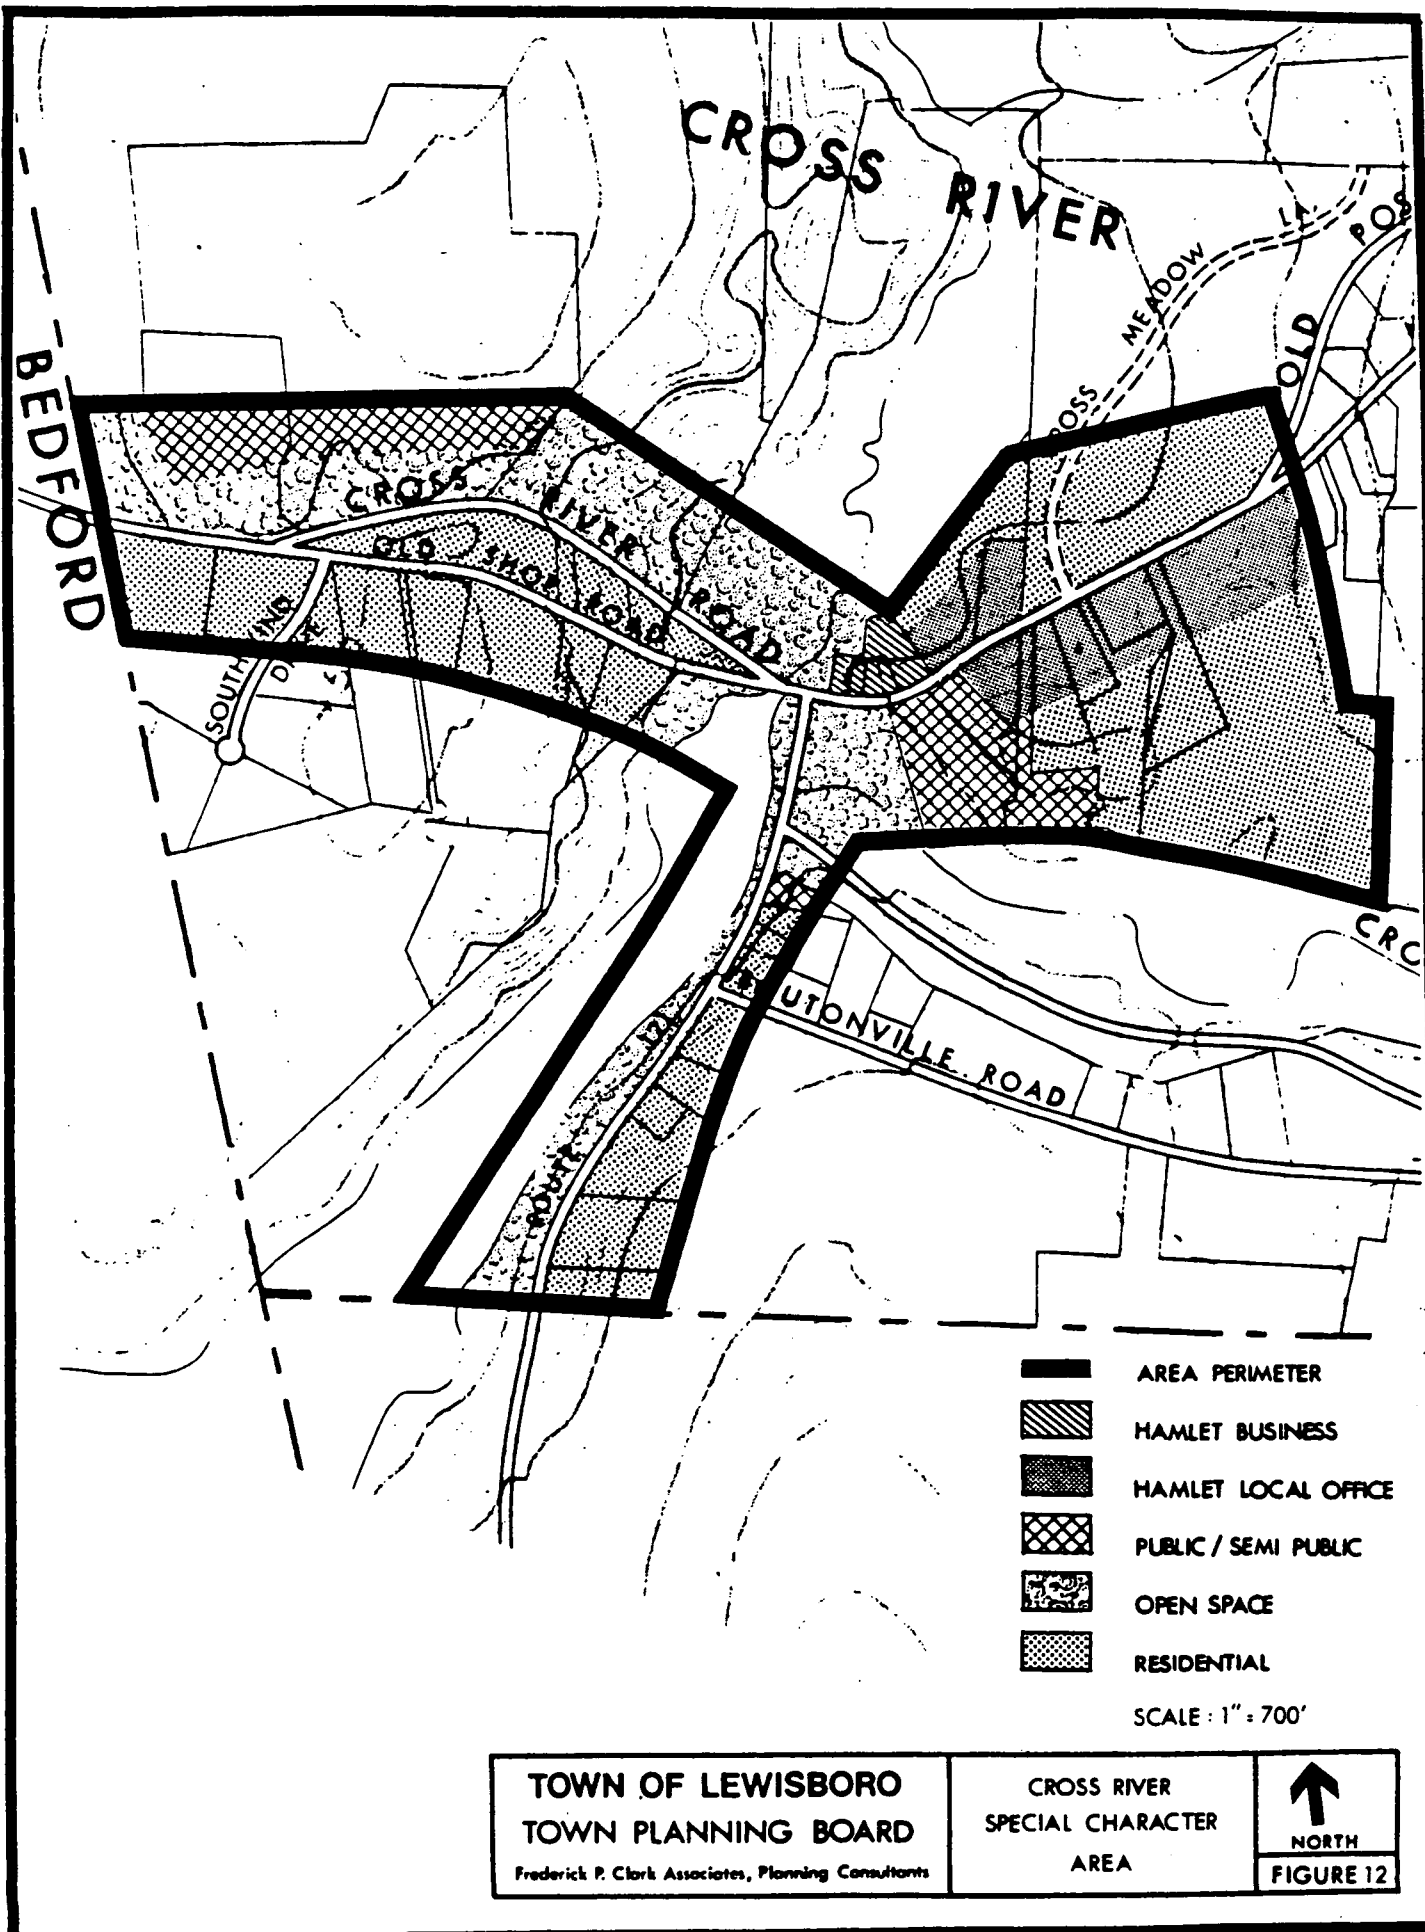 CROSS RIVER
MEADOW
L
POS
OLD
BEDFORD
CROSS RIVER ROAD
OLD SHOP ROAD
SOUTH
CRC
UTONVILLE ROAD
ROUTE 121
AREA PERIMETER
HAMLET BUSINESS
HAMLET LOCAL OFFICE
PUBLIC / SEMI PUBLIC
OPEN SPACE
RESIDENTIAL
SCALE : 1" = 700'
TOWN OF LEWISBORO
TOWN PLANNING BOARD
Frederick P. Clark Associates, Planning Consultants
CROSS RIVER
SPECIAL CHARACTER
AREA
NORTH
FIGURE 12